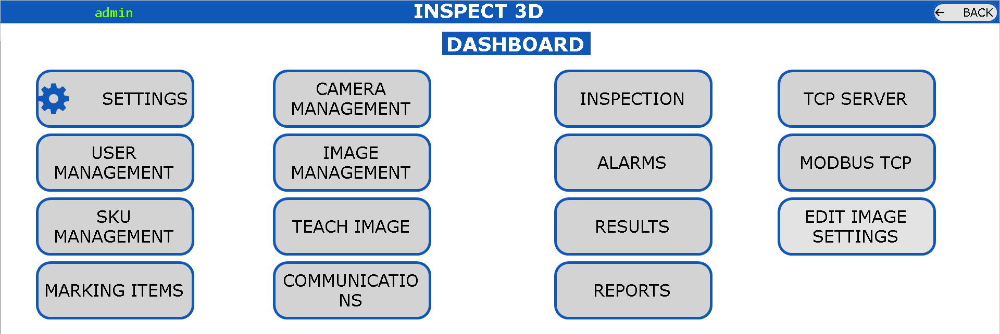 admin
INSPECT 3D
BACK
DASHBOARD
SETTINGS
CAMERA
MANAGEMENT
INSPECTION
TCP SERVER
USER
MANAGEMENT
IMAGE
MANAGEMENT
ALARMS
MODBUS TCP
SKU
MANAGEMENT
TEACH IMAGE
RESULTS
EDIT IMAGE
SETTINGS
MARKING ITEMS
COMMUNICATIO
NS
REPORTS